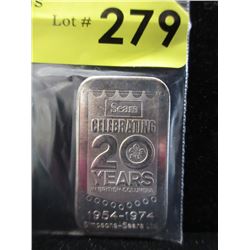 S
Lot # 279
Sears
CELEBRATING
20
YEARS
IN BRITISH COLUMBIA
1954-1974
Simpsons-Sears Ltd.